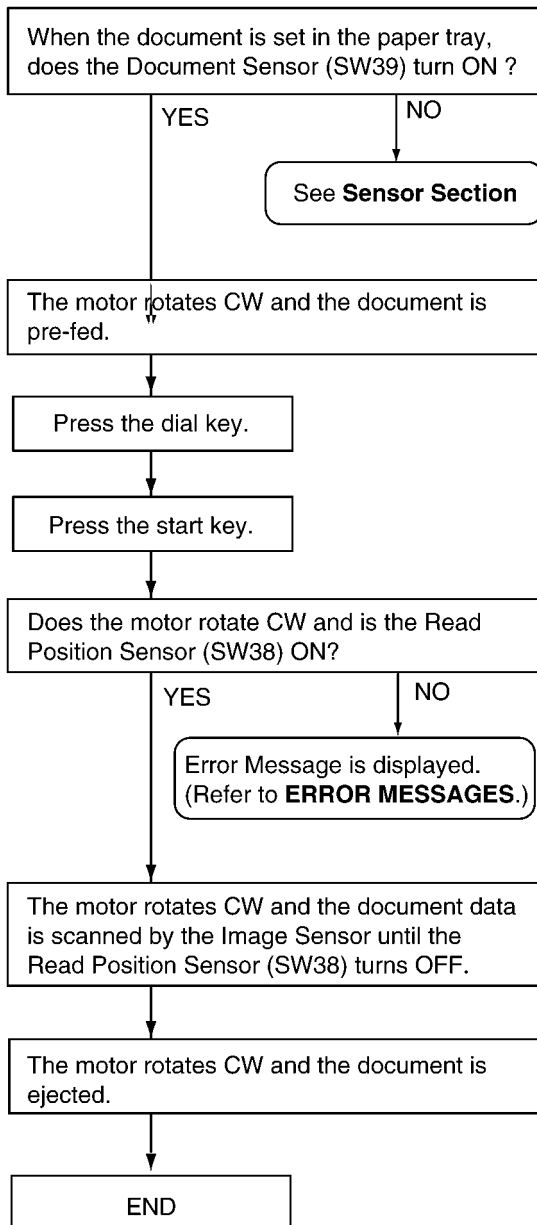 When the document is set in the paper tray,
does the Document Sensor (SW39) turn ON ?
YES
NO
See Sensor Section
The motor rotates CW and the document is
pre-fed.
Press the dial key.
Press the start key.
Does the motor rotate CW and is the Read
Position Sensor (SW38) ON?
YES
NO
Error Message is displayed.
(Refer to ERROR MESSAGES.)
The motor rotates CW and the document data
is scanned by the Image Sensor until the
Read Position Sensor (SW38) turns OFF.
The motor rotates CW and the document is
ejected.
END